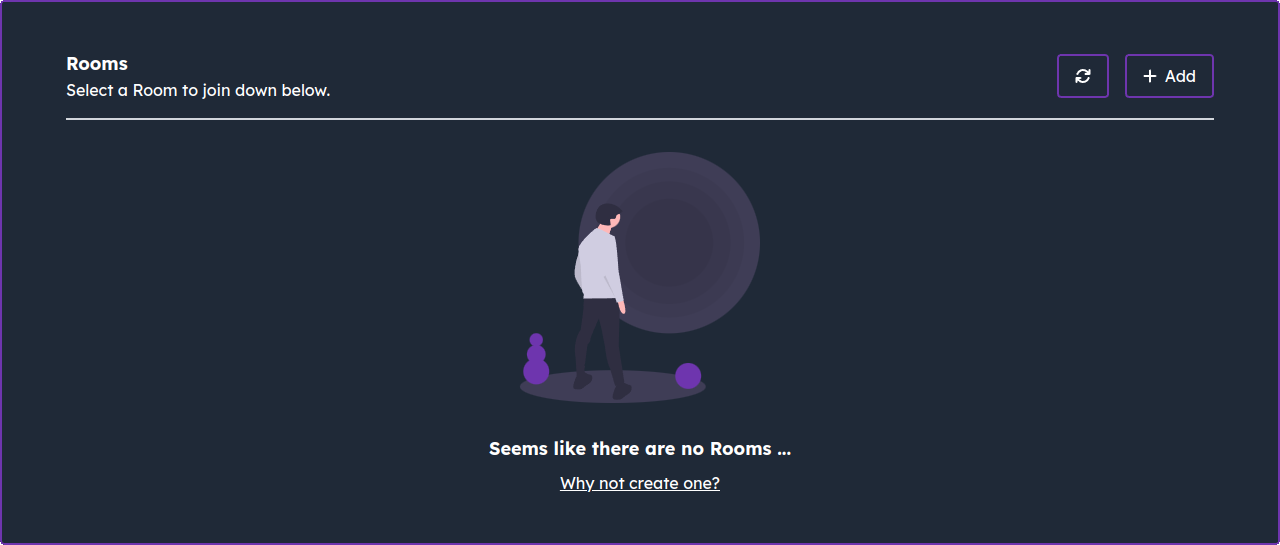 Rooms
Select a Room to join down below.
+ Add
Seems like there are no Rooms ...
Why not create one?